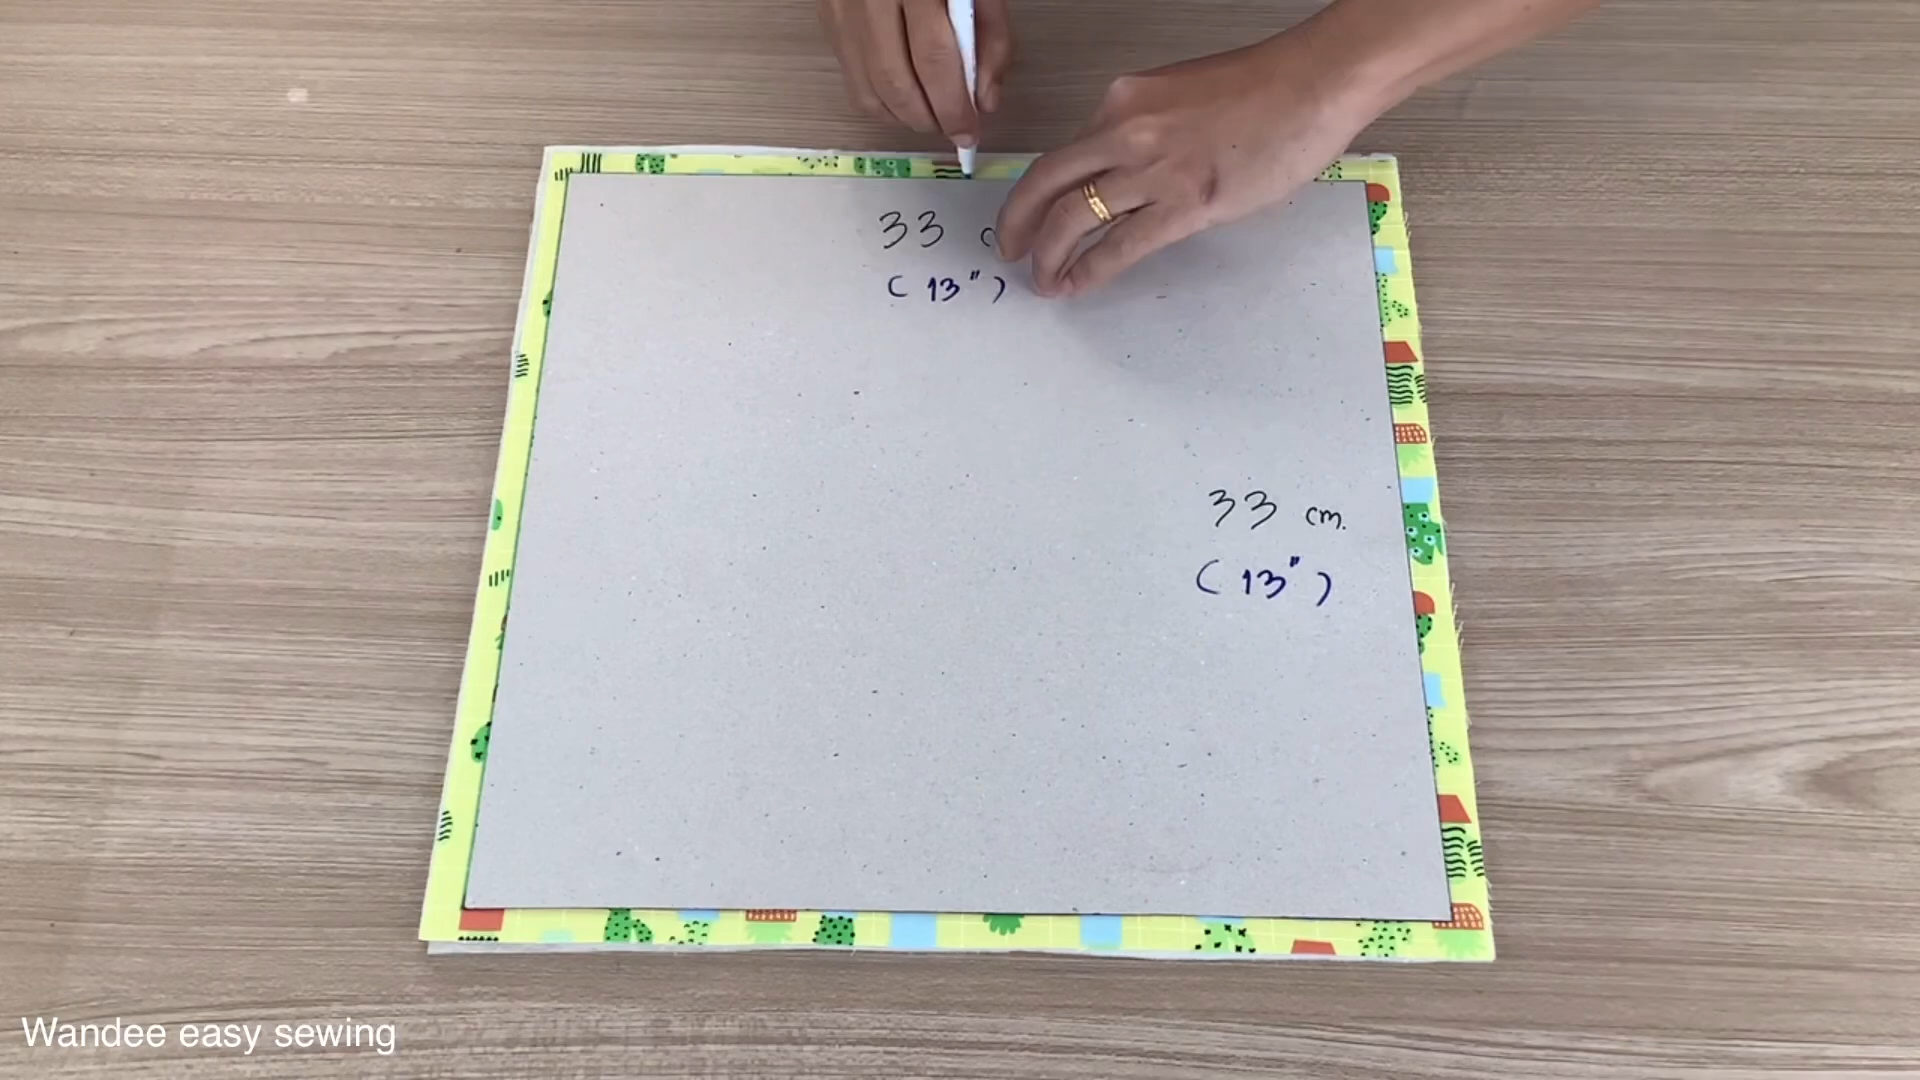 33
(13")
33 cm.
(13")
Wandee easy sewing